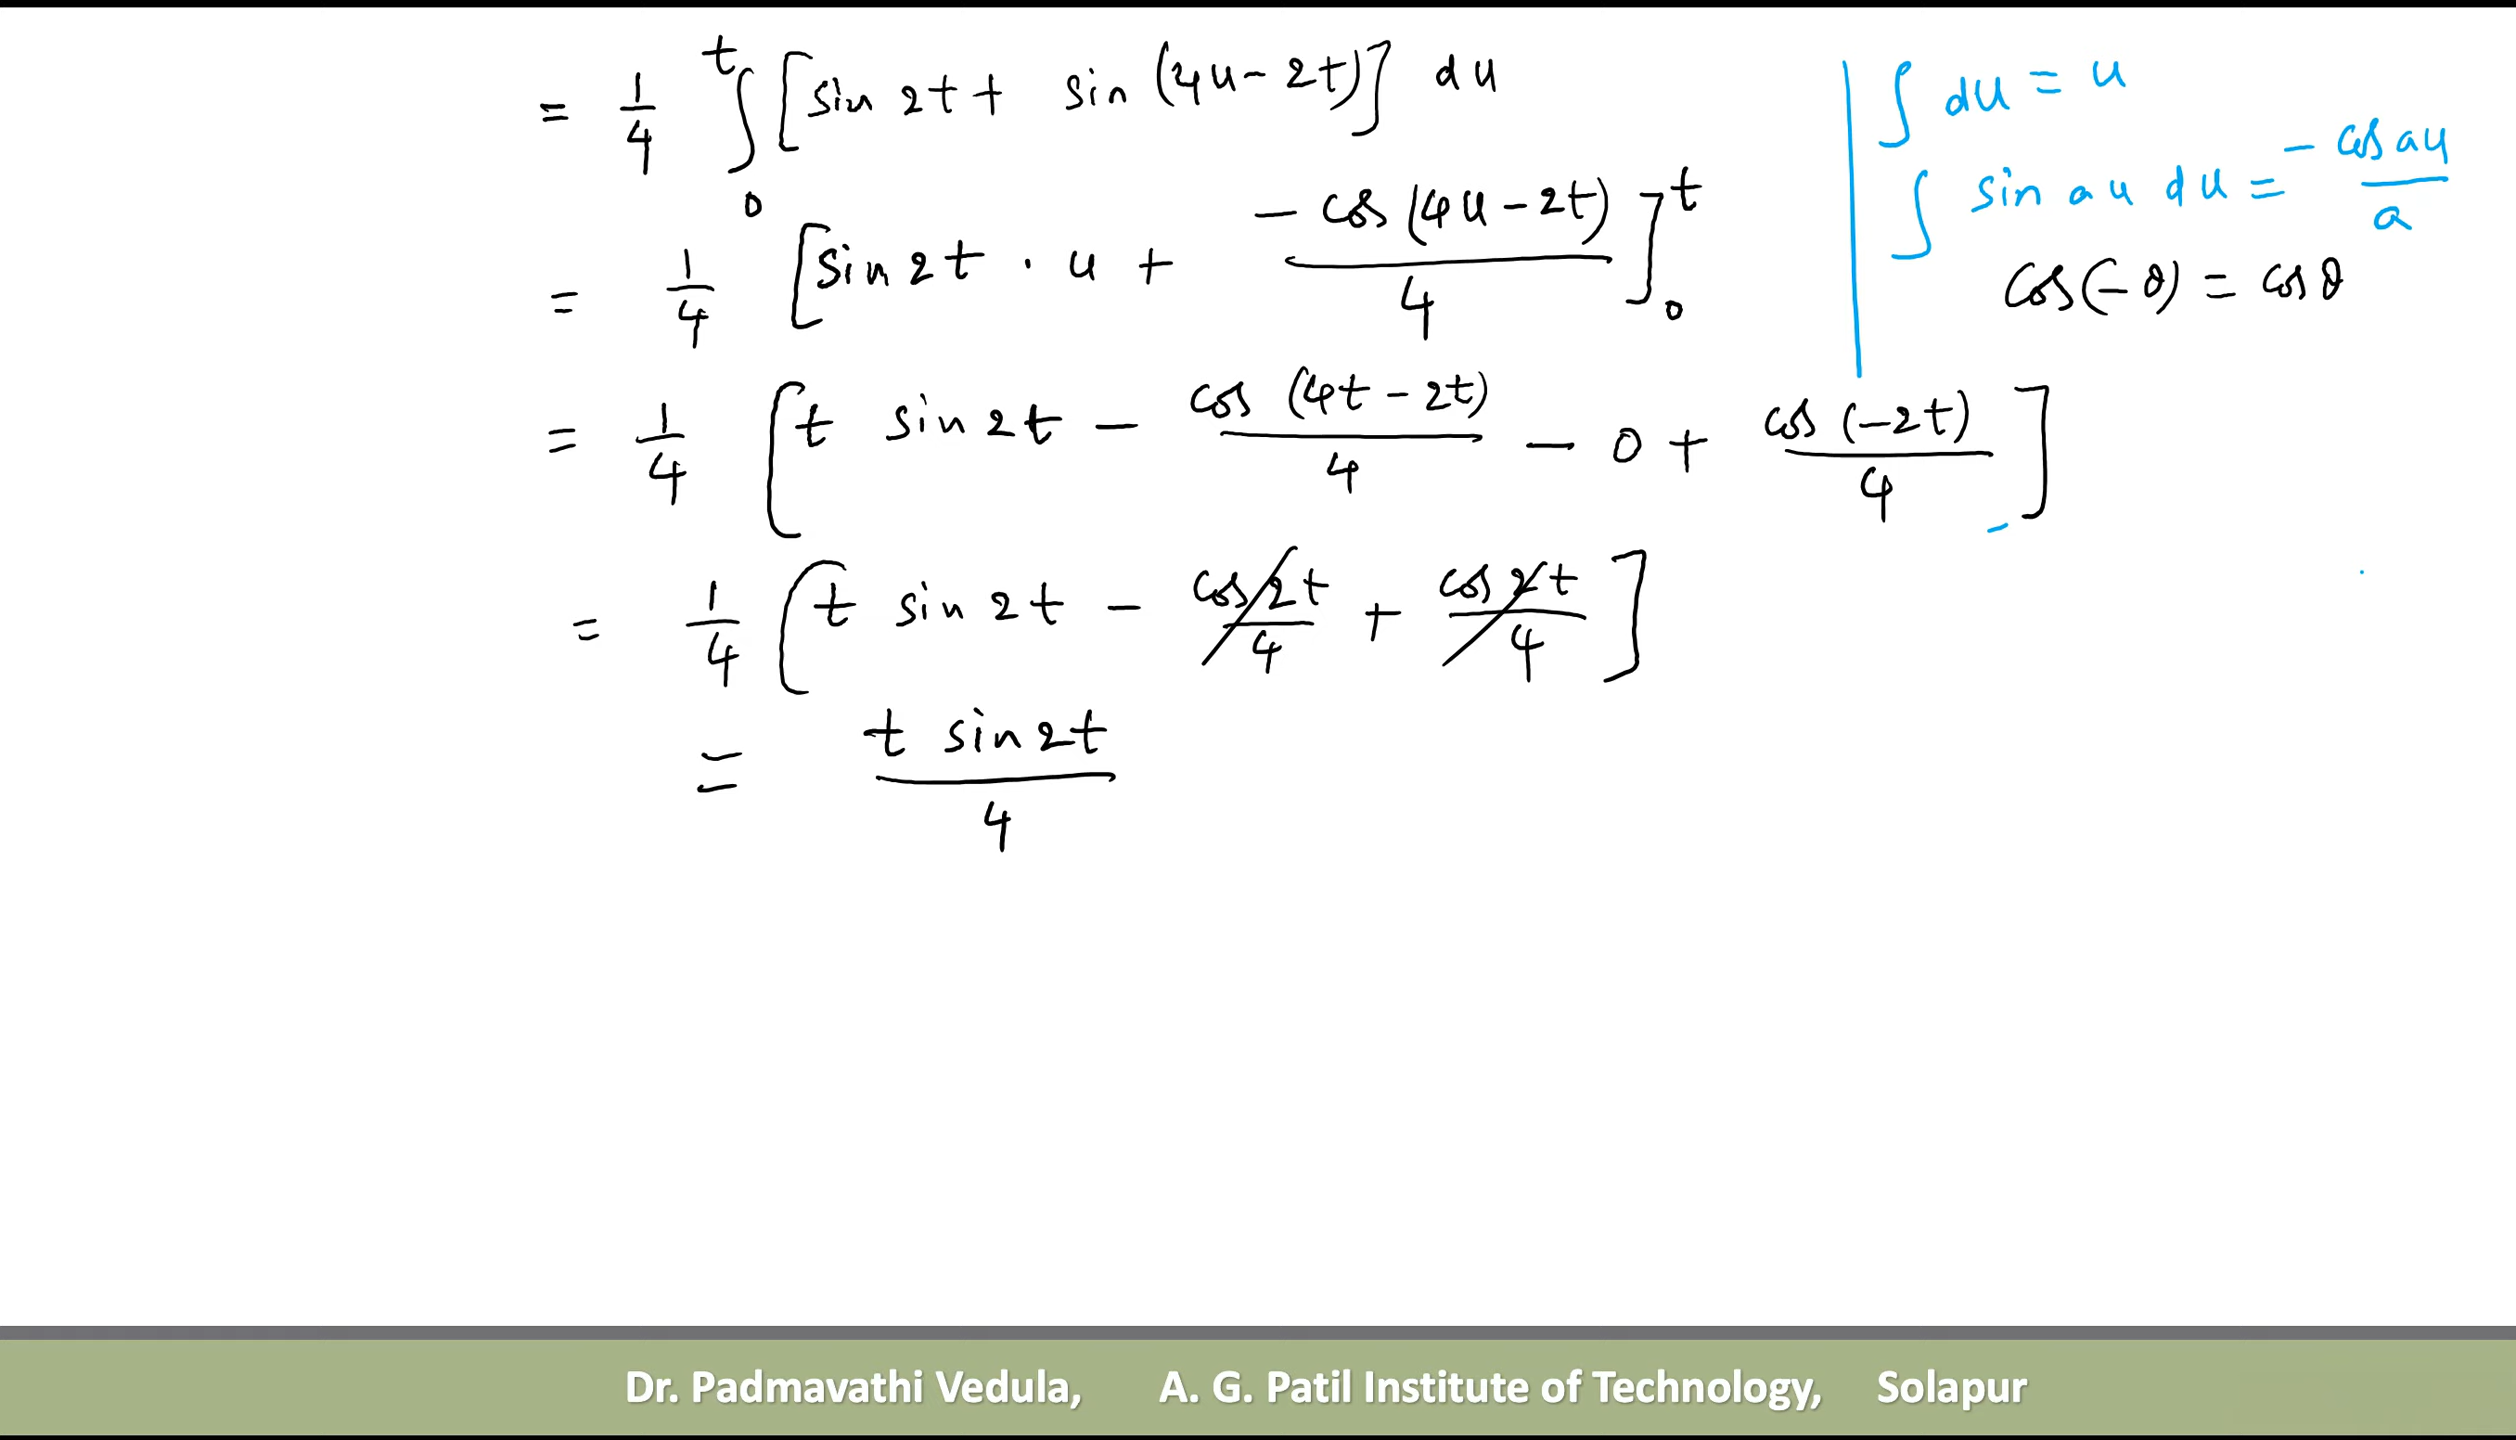 = 1/4 ∫₀ᵗ [sin 2t + sin (4u - 2t)] du
= 1/4 [sin 2t · u + -cos (4u - 2t)/4]₀ᵗ
= 1/4 [t sin 2t - cos (4t - 2t)/4 - 0 + cos (-2t)/4]
= 1/4 [t sin 2t - cos 2t/4 + cos 2t/4]
= t sin 2t/4
∫ du = u
∫ sin au du = -cos au/a
cos (-θ) = cos θ
Dr. Padmavathi Vedula, A. G. Patil Institute of Technology, Solapur